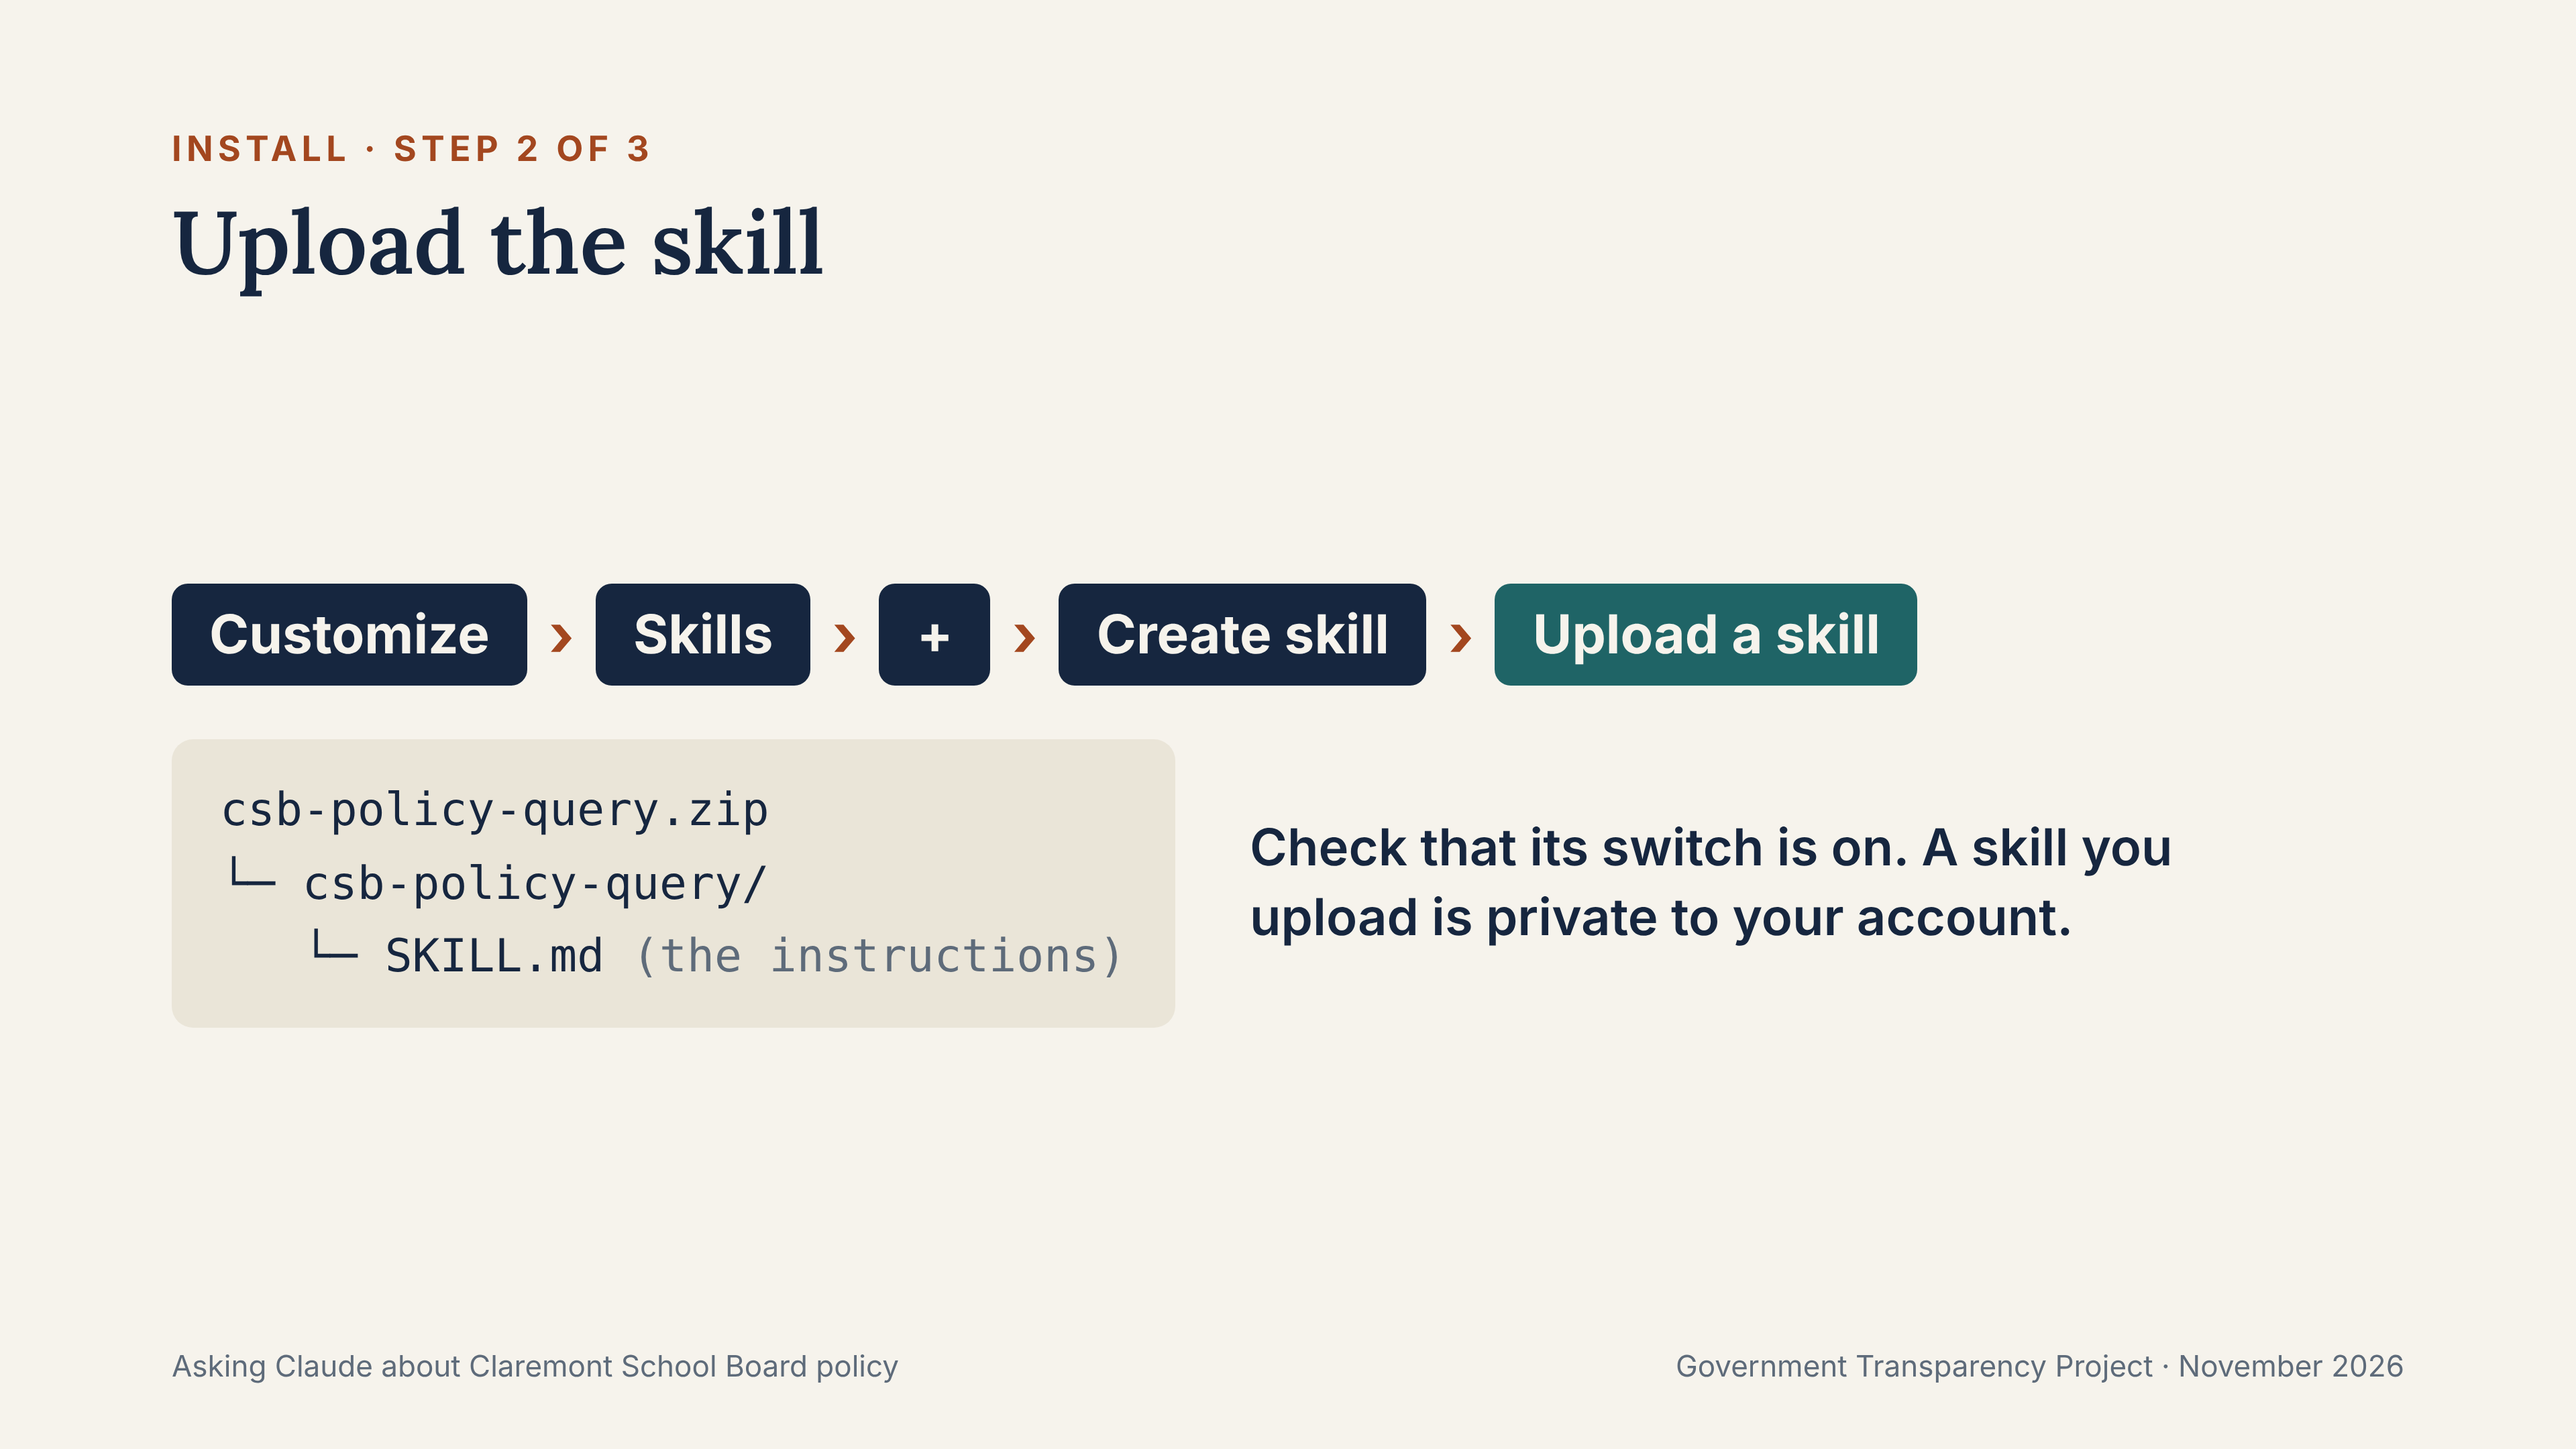 INSTALL · STEP 2 OF 3
Upload the skill
Customize › Skills › + › Create skill › Upload a skill
csb-policy-query.zip
└─ csb-policy-query/
   └─ SKILL.md (the instructions)
Check that its switch is on. A skill you
upload is private to your account.
Asking Claude about Claremont School Board policy
Government Transparency Project · November 2026